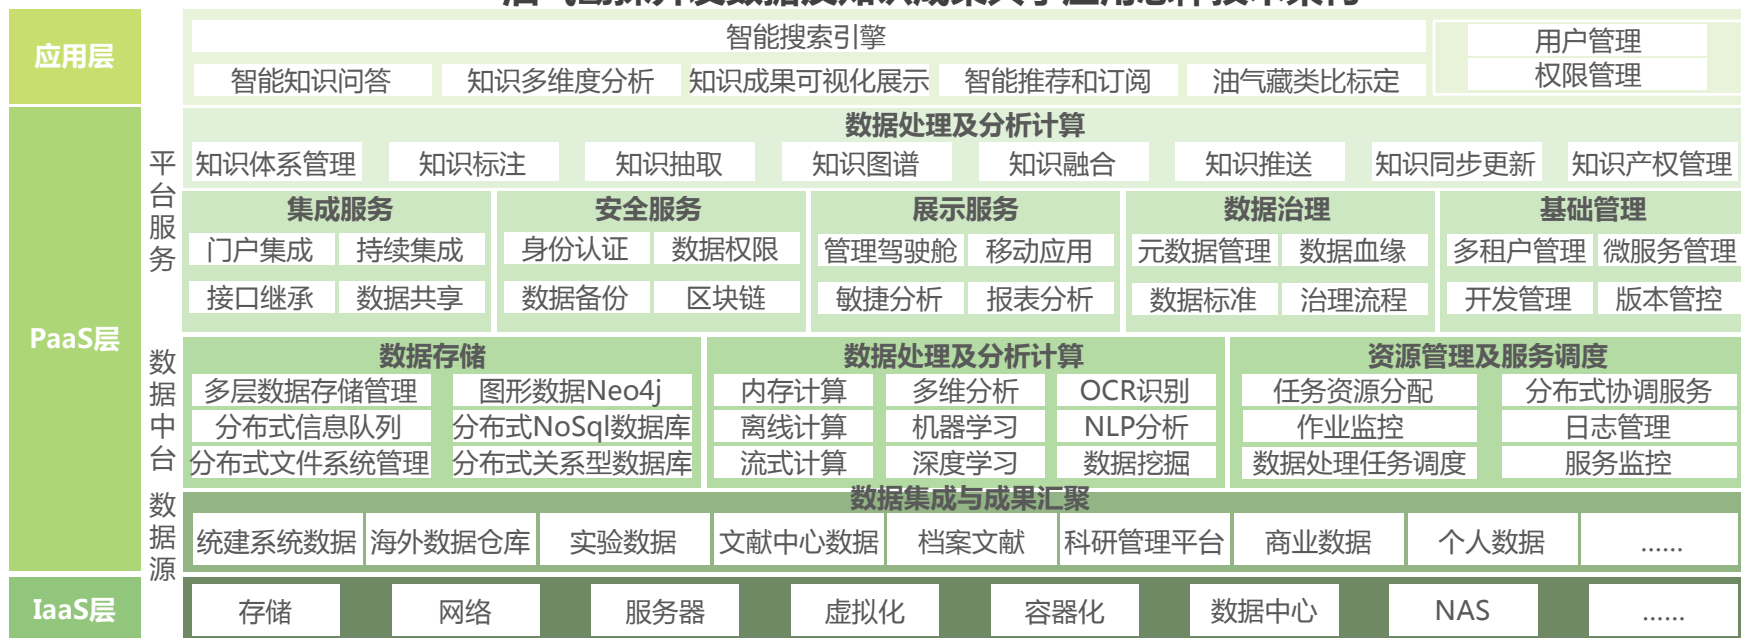 油气勘探开发数据及知识成果共享应用总体技术架构
应用层
智能搜索引擎
用户管理
智能知识问答 知识多维度分析 知识成果可视化展示 智能推荐和订阅 油气藏类比标定
权限管理
PaaS层
平台服务
数据处理及分析计算
知识体系管理 知识标注 知识抽取 知识图谱 知识融合 知识推送 知识同步更新 知识产权管理
集成服务 安全服务 展示服务 数据治理 基础管理
门户集成 持续集成 身份认证 数据权限 管理驾驶舱 移动应用 元数据管理 数据血缘 多租户管理 微服务管理
接口继承 数据共享 数据备份 区块链 敏捷分析 报表分析 数据标准 治理流程 开发管理 版本管控
数据中台
数据存储 数据处理及分析计算 资源管理及服务调度
多层数据存储管理 图形数据Neo4j 内存计算 多维分析 OCR识别 任务资源分配 分布式协调服务
分布式信息队列 分布式NoSql数据库 离线计算 机器学习 NLP分析 作业监控 日志管理
分布式文件系统管理 分布式关系型数据库 流式计算 深度学习 数据挖掘 数据处理任务调度 服务监控
数据源
数据集成与成果汇聚
统建系统数据 海外数据仓库 实验数据 文献中心数据 档案文献 科研管理平台 商业数据 个人数据 ......
IaaS层
存储 网络 服务器 虚拟化 容器化 数据中心 NAS ......